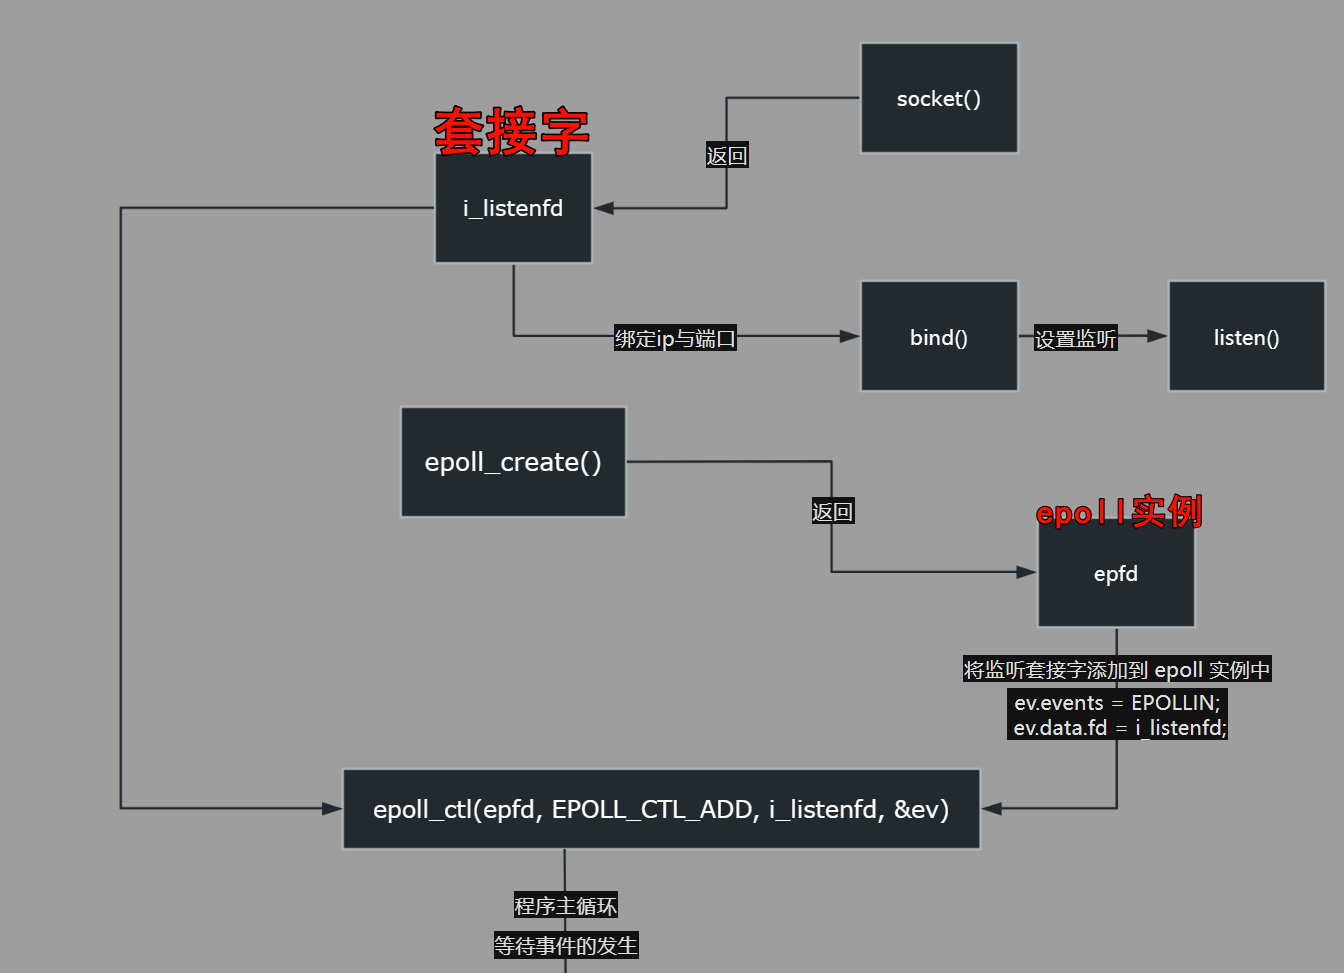 socket()
返回
套接字
i_listenfd
绑定ip与端口
bind()
设置监听
listen()
epoll_create()
返回
epoll实例
epfd
将监听套接字添加到 epoll 实例中
ev.events = EPOLLIN;
ev.data.fd = i_listenfd;
epoll_ctl(epfd, EPOLL_CTL_ADD, i_listenfd, &ev)
程序主循环
等待事件的发生